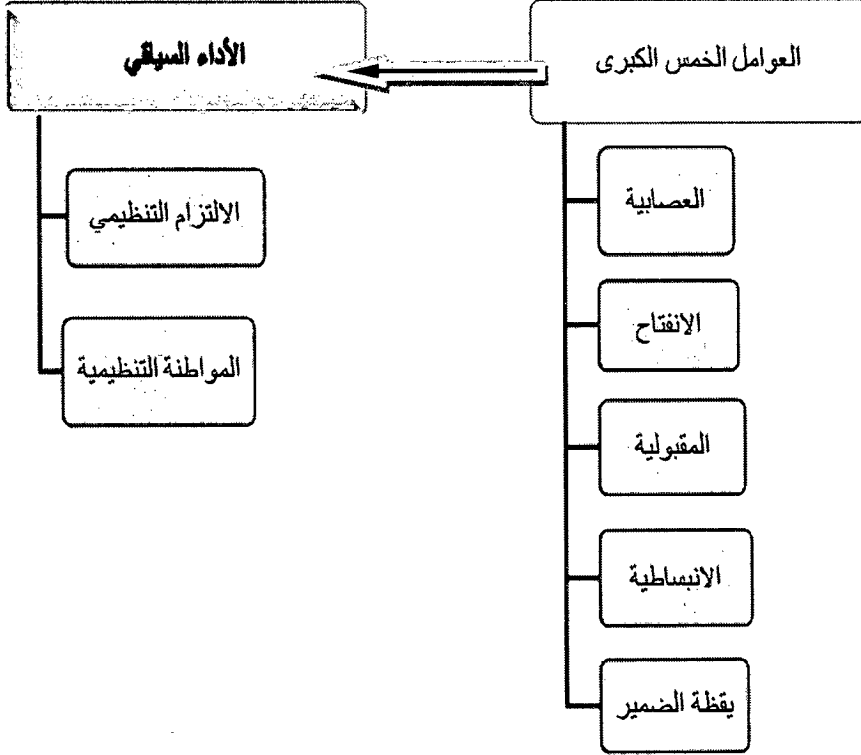 العوامل الخمس الكبرى
العصابية
الانفتاح
المقبولية
الانبساطية
يقظة الضمير
الأداء السياقي
الالتزام التنظيمي
المواطنة التنظيمية